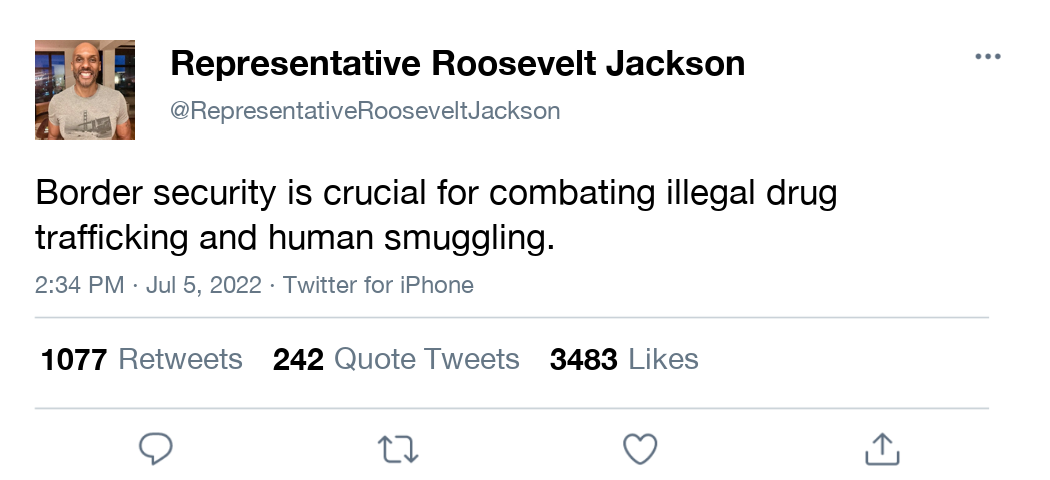 Representative Roosevelt Jackson
@RepresentativeRooseveltJackson
Border security is crucial for combating illegal drug
trafficking and human smuggling.
2:34 PM · Jul 5, 2022 · Twitter for iPhone
1077 Retweets 242 Quote Tweets 3483 Likes